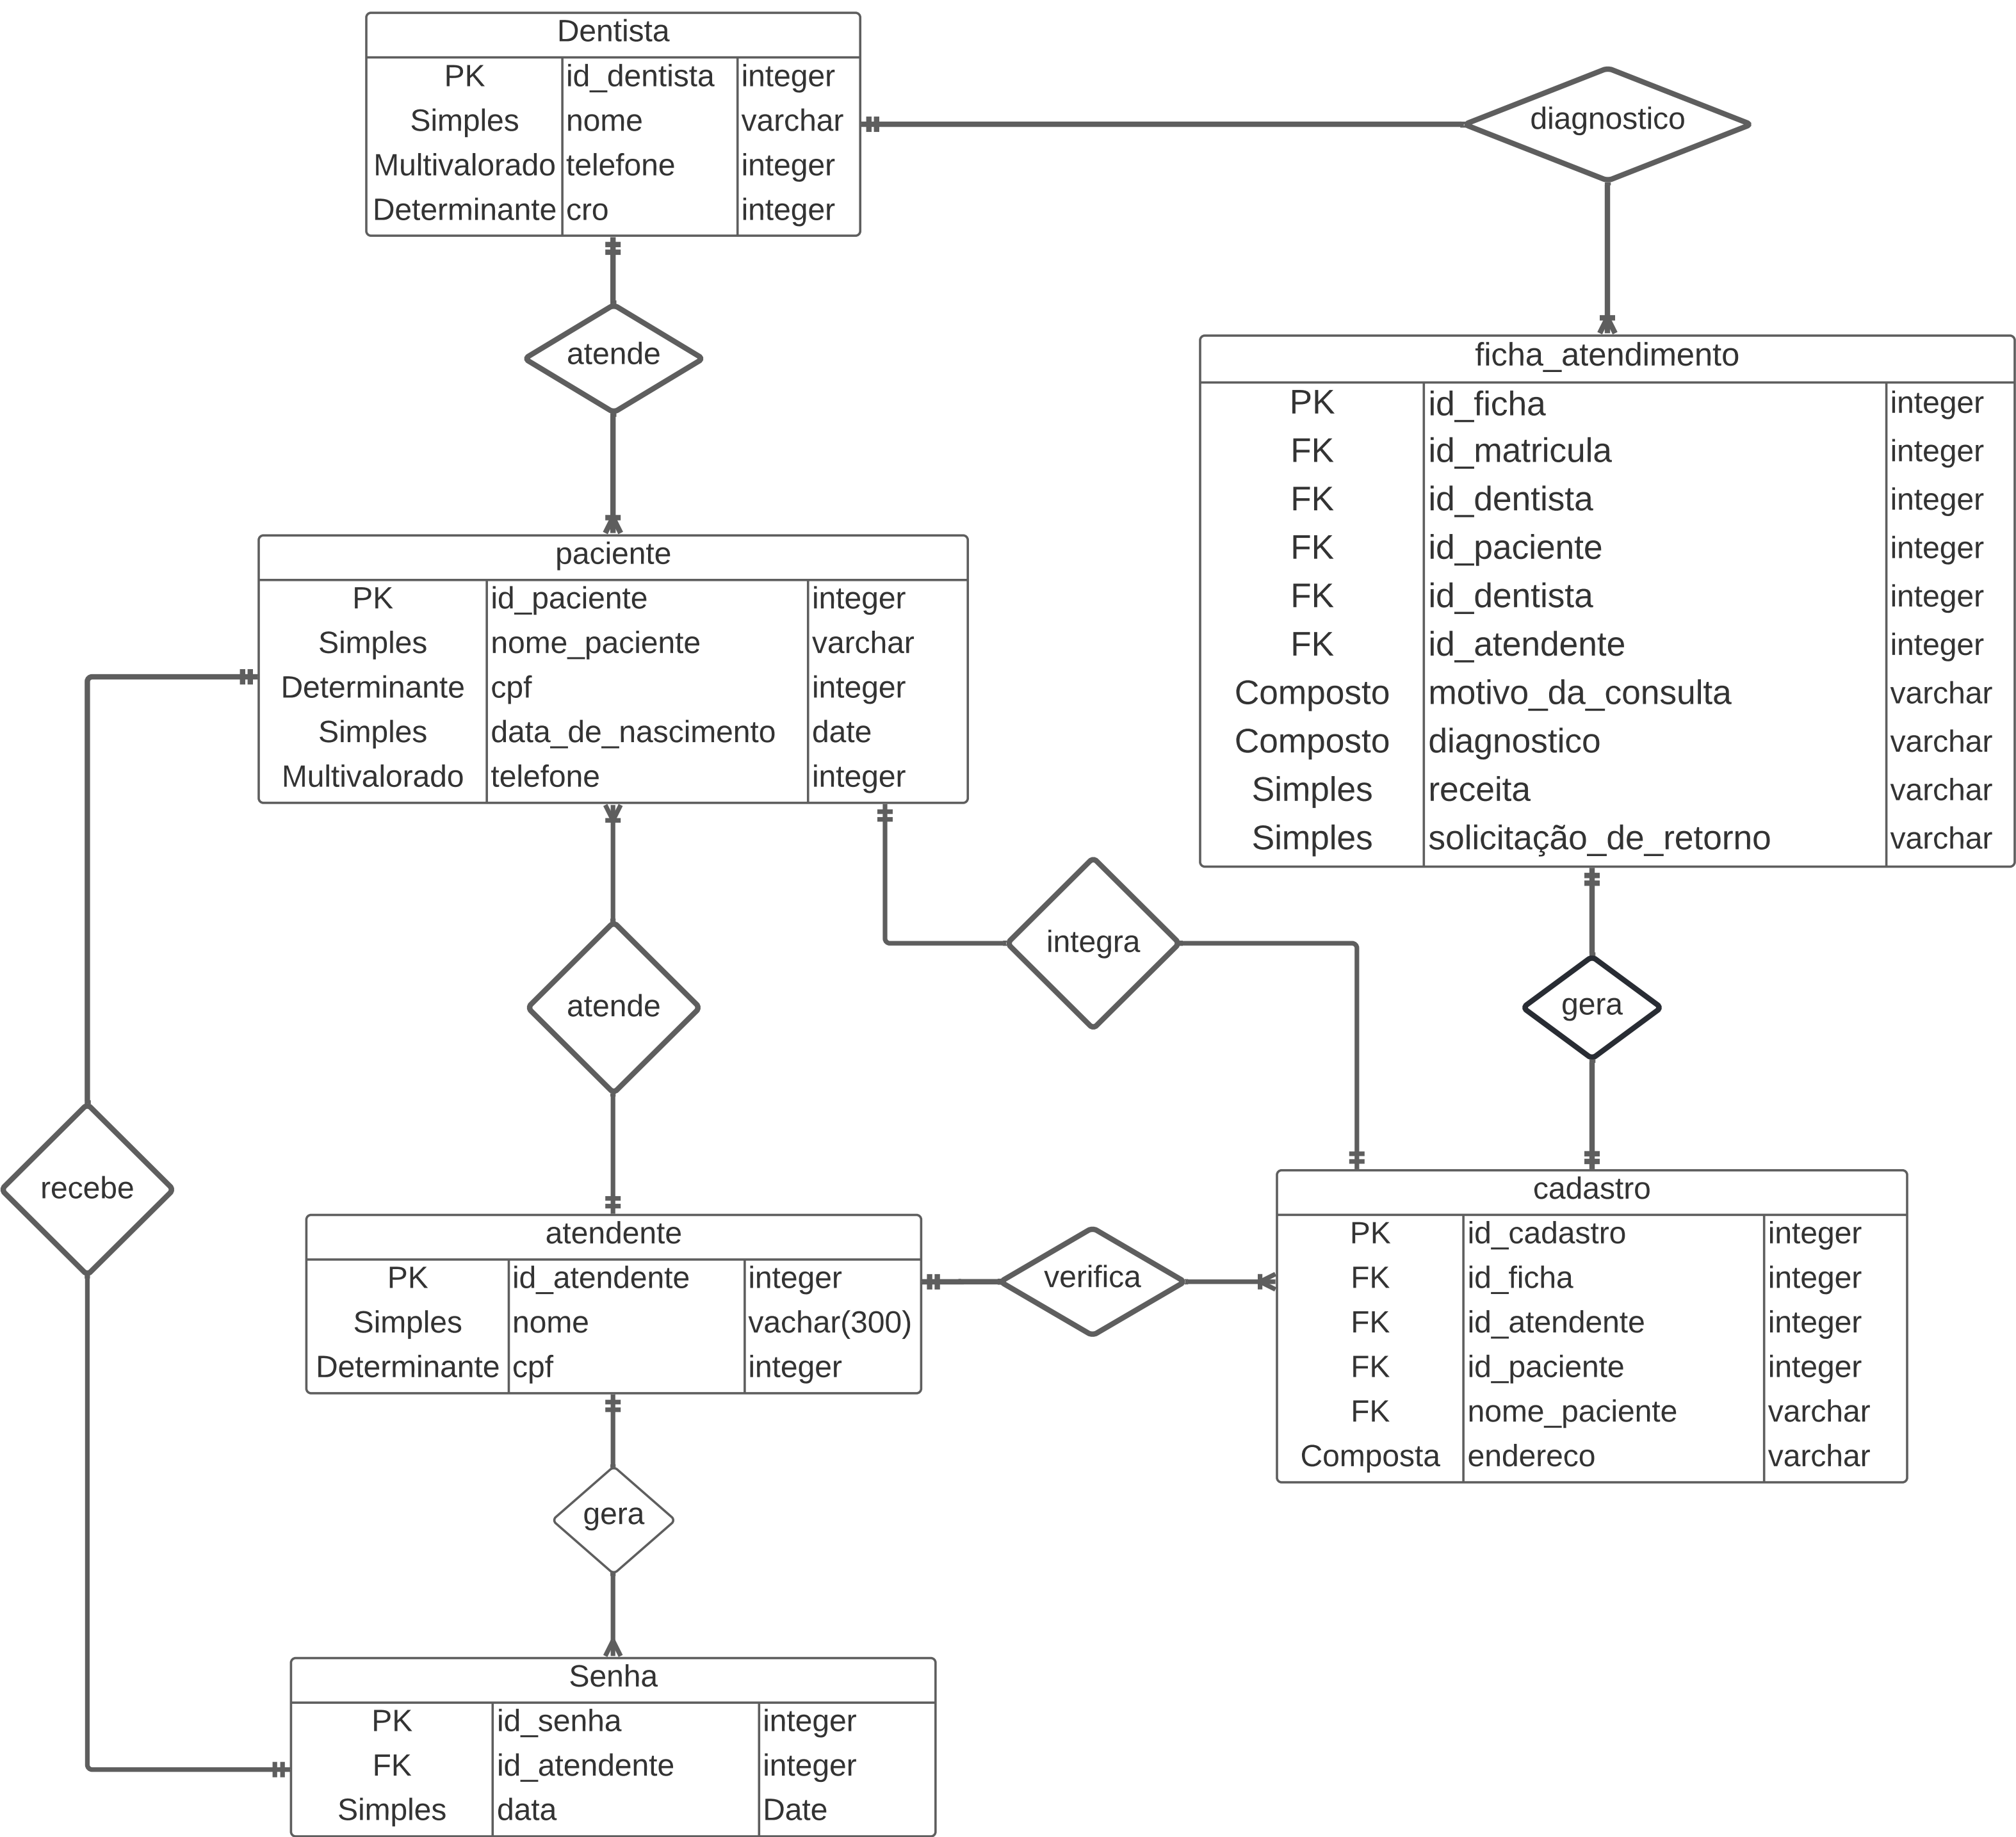 Dentista
PK id_dentista integer
Simples nome varchar
Multivalorado telefone integer
Determinante cro integer
diagnostico
atende
ficha_atendimento
PK id_ficha integer
FK id_matricula integer
FK id_dentista integer
FK id_paciente integer
FK id_dentista integer
FK id_atendente integer
Composto motivo_da_consulta varchar
Composto diagnostico varchar
Simples receita varchar
Simples solicitação_de_retorno varchar
paciente
PK id_paciente integer
Simples nome_paciente varchar
Determinante cpf integer
Simples data_de_nascimento date
Multivalorado telefone integer
integra
atende
gera
recebe
atendente
PK id_atendente integer
Simples nome vachar(300)
Determinante cpf integer
verifica
cadastro
PK id_cadastro integer
FK id_ficha integer
FK id_atendente integer
FK id_paciente integer
FK nome_paciente varchar
Composta endereco varchar
gera
Senha
PK id_senha integer
FK id_atendente integer
Simples data Date